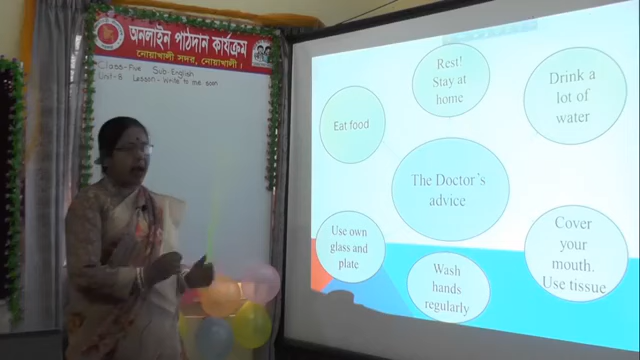 অনলাইন পাঠদান কার্যক্রম
নোয়াখালী সদর, নোয়াখালী।
Class-Five Sub-English
Unit-8 Lesson- Write to me soon
Rest!
Stay at
home
Drink a
lot of
water
Eat food
The Doctor's
advice
Use own
glass and
plate
Wash
hands
regularly
Cover
your
mouth.
Use tissue